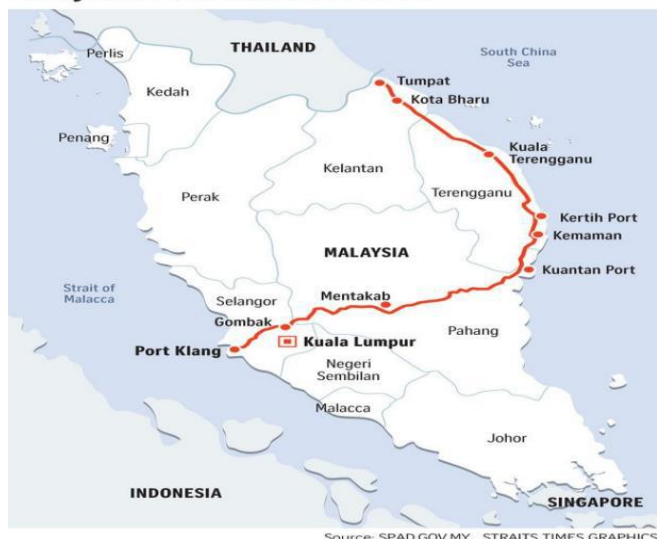 THAILAND
South China
Sea
Perlis
Kedah
Tumpat
Kota Bharu
Penang
Kuala
Terengganu
Kelantan
Terengganu
Perak
Kertih Port
Kemaman
MALAYSIA
Kuantan Port
Strait of
Malacca
Selangor
Mentakab
Gombak
Pahang
Port Klang
Kuala Lumpur
Negeri
Sembilan
Malacca
Johor
INDONESIA
SINGAPORE
Source: SPAD.GOV.MY STRAITS TIMES GRAPHICS